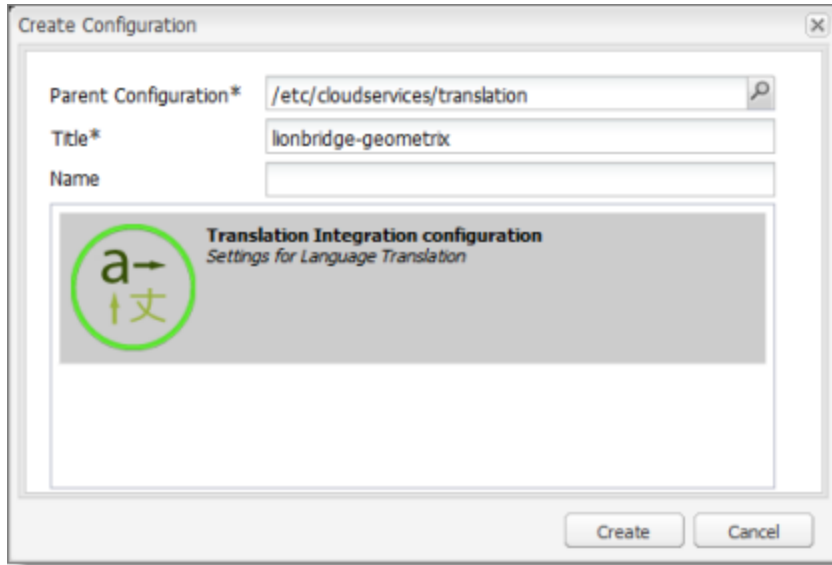 Create Configuration
Parent Configuration* /etc/cloudservices/translation
Title* lionbridge-geometrix
Name
Translation Integration configuration
Settings for Language Translation
a
丈
Create Cancel